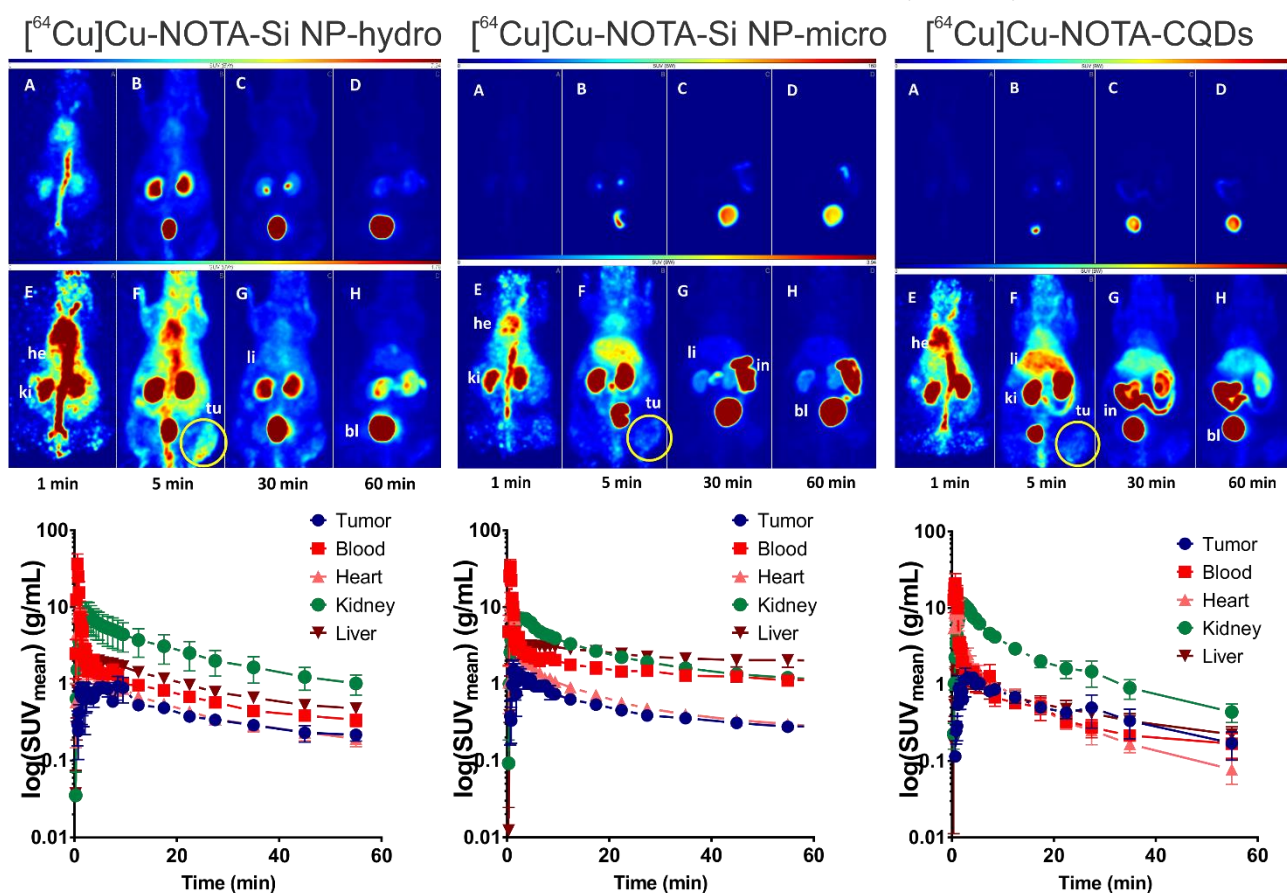 [⁶⁴Cu]Cu-NOTA-Si NP-hydro
A B C D
E F G H
he
ki
li
tu
bl
1 min 5 min 30 min 60 min
[⁶⁴Cu]Cu-NOTA-Si NP-micro
A B C D
E F G H
he
ki
li
in
tu
bl
1 min 5 min 30 min 60 min
[⁶⁴Cu]Cu-NOTA-CQDs
A B C D
E F G H
he
li
ki
tu
in
bl
1 min 5 min 30 min 60 min
log(SUVmean) (g/mL)
100
10
1
0.1
0.01
0 20 40 60
Time (min)
Tumor
Blood
Heart
Kidney
Liver
log(SUVmean) (g/mL)
100
10
1
0.1
0.01
0 20 40 60
Time (min)
Tumor
Blood
Heart
Kidney
Liver
log(SUVmean) (g/mL)
100
10
1
0.1
0.01
0 20 40 60
Time (min)
Tumor
Blood
Heart
Kidney
Liver